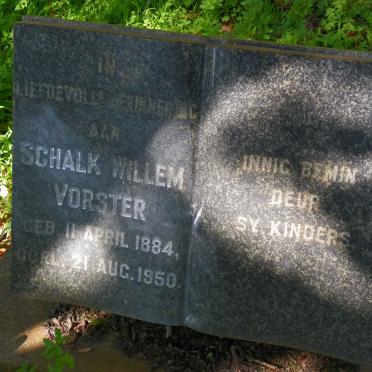 IN
LIEFDEVOLLE HERINNERING
AAN
SCHALK WILLEM
VORSTER
GEB. 11 APRIL 1884,
OORL. 21 AUG. 1950.
INNIG BEMIN
DEUR
SY KINDERS